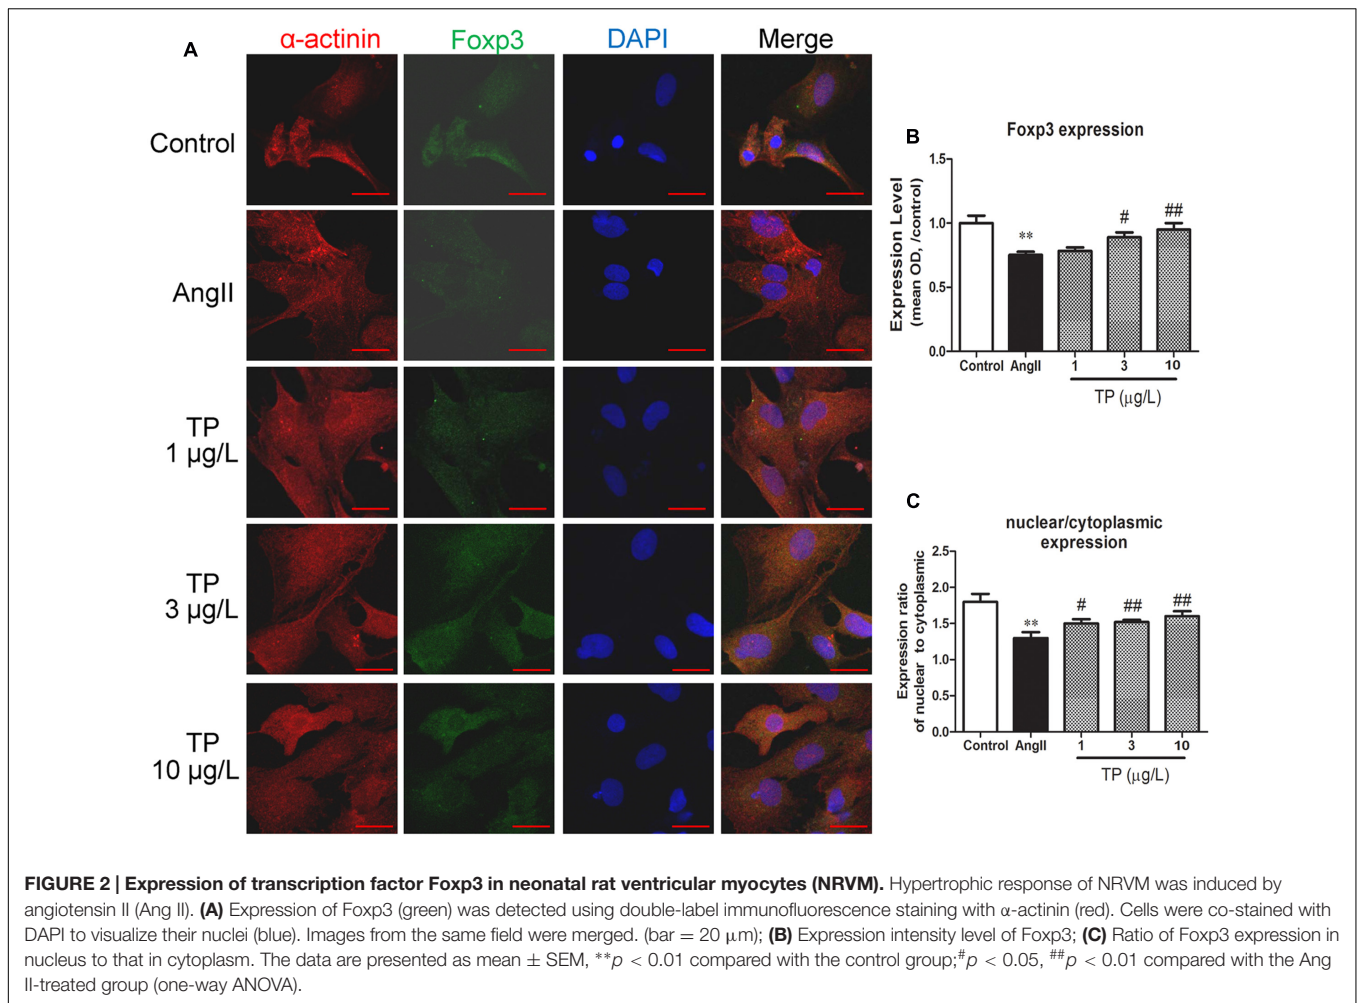 A
α-actinin
Foxp3
DAPI
Merge
Control
AngII
TP
1 µg/L
TP
3 µg/L
TP
10 µg/L
B
Foxp3 expression
Expression Level
(mean OD, /control)
1.5
1.0
0.5
0.0
**
#
##
Control
AngII
1
3
10
TP (µg/L)
C
nuclear/cytoplasmic
expression
Expression ratio
of nuclear to cytoplasmic
2.5
2.0
1.5
1.0
0.5
0.0
**
#
##
##
Control
AngII
1
3
10
TP (µg/L)
FIGURE 2 | Expression of transcription factor Foxp3 in neonatal rat ventricular myocytes (NRVM). Hypertrophic response of NRVM was induced by
angiotensin II (Ang II). (A) Expression of Foxp3 (green) was detected using double-label immunofluorescence staining with α-actinin (red). Cells were co-stained with
DAPI to visualize their nuclei (blue). Images from the same field were merged. (bar = 20 µm); (B) Expression intensity level of Foxp3; (C) Ratio of Foxp3 expression in
nucleus to that in cytoplasm. The data are presented as mean ± SEM, **p < 0.01 compared with the control group;#p < 0.05, ##p < 0.01 compared with the Ang
II-treated group (one-way ANOVA).